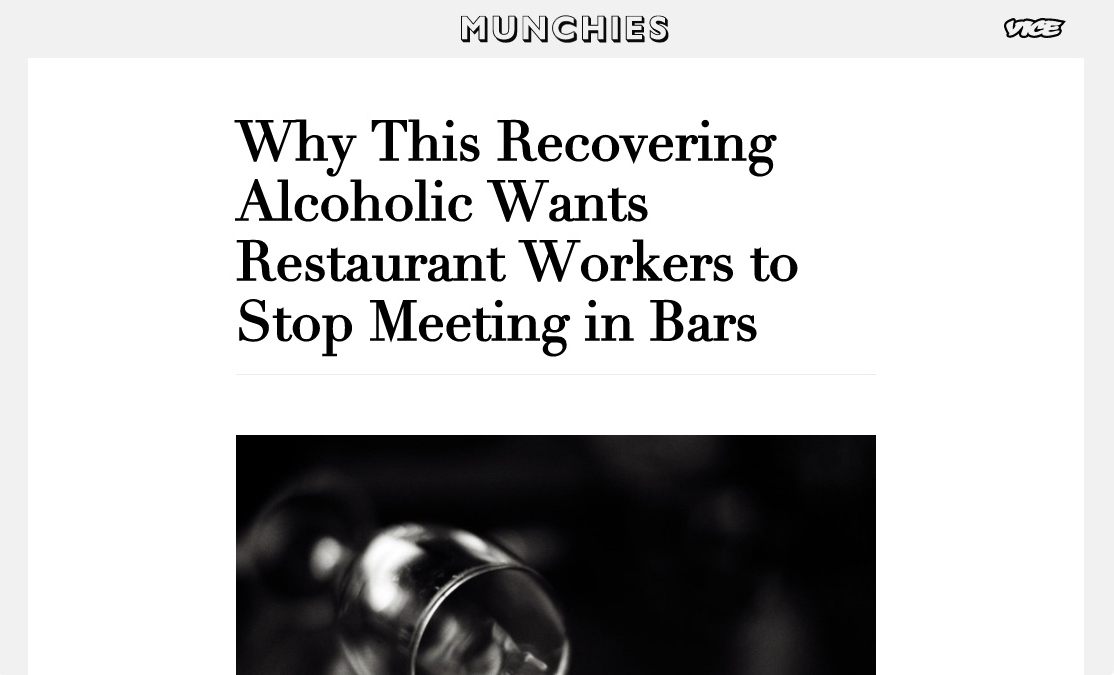 MUNCHIES
VICE
Why This Recovering
Alcoholic Wants
Restaurant Workers to
Stop Meeting in Bars